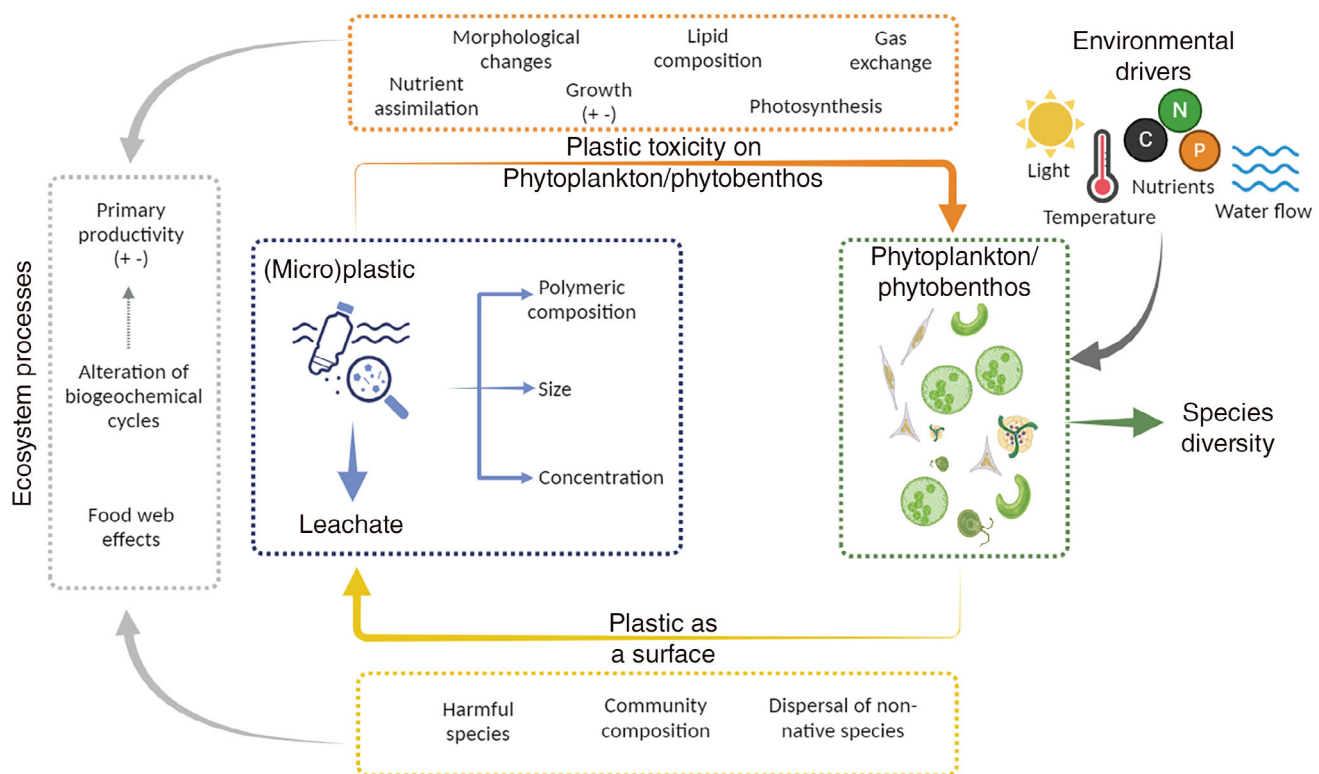 Morphological
changes
Lipid
composition
Gas
exchange
Nutrient
assimilation
Growth
(+ -)
Photosynthesis
Environmental
drivers
N
C
P
Light
Nutrients
Temperature
Water flow
Plastic toxicity on
Phytoplankton/phytobenthos
Ecosystem processes
Primary
productivity
(+ -)
Alteration of
biogeochemical
cycles
Food web
effects
(Micro)plastic
Polymeric
composition
Size
Concentration
Leachate
Phytoplankton/
phytobenthos
Species
diversity
Plastic as
a surface
Harmful
species
Community
composition
Dispersal of non-
native species